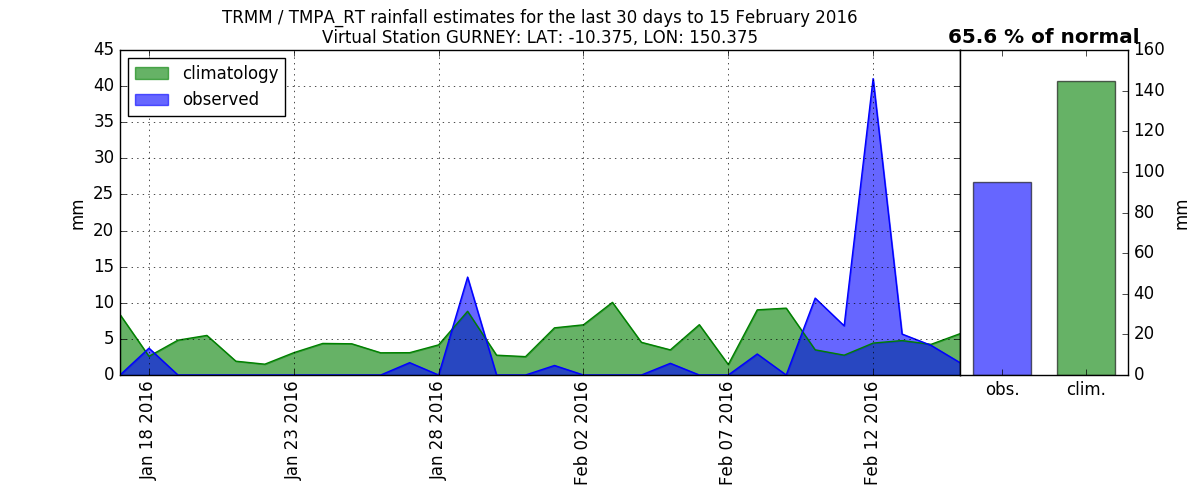 TRMM / TMPA_RT rainfall estimates for the last 30 days to 15 February 2016
Virtual Station GURNEY: LAT: -10.375, LON: 150.375
65.6 % of normal
climatology
observed
45
40
35
30
25
20
15
10
5
0
mm
Jan 18 2016
Jan 23 2016
Jan 28 2016
Feb 02 2016
Feb 07 2016
Feb 12 2016
160
140
120
100
80
60
40
20
0
mm
obs.
clim.